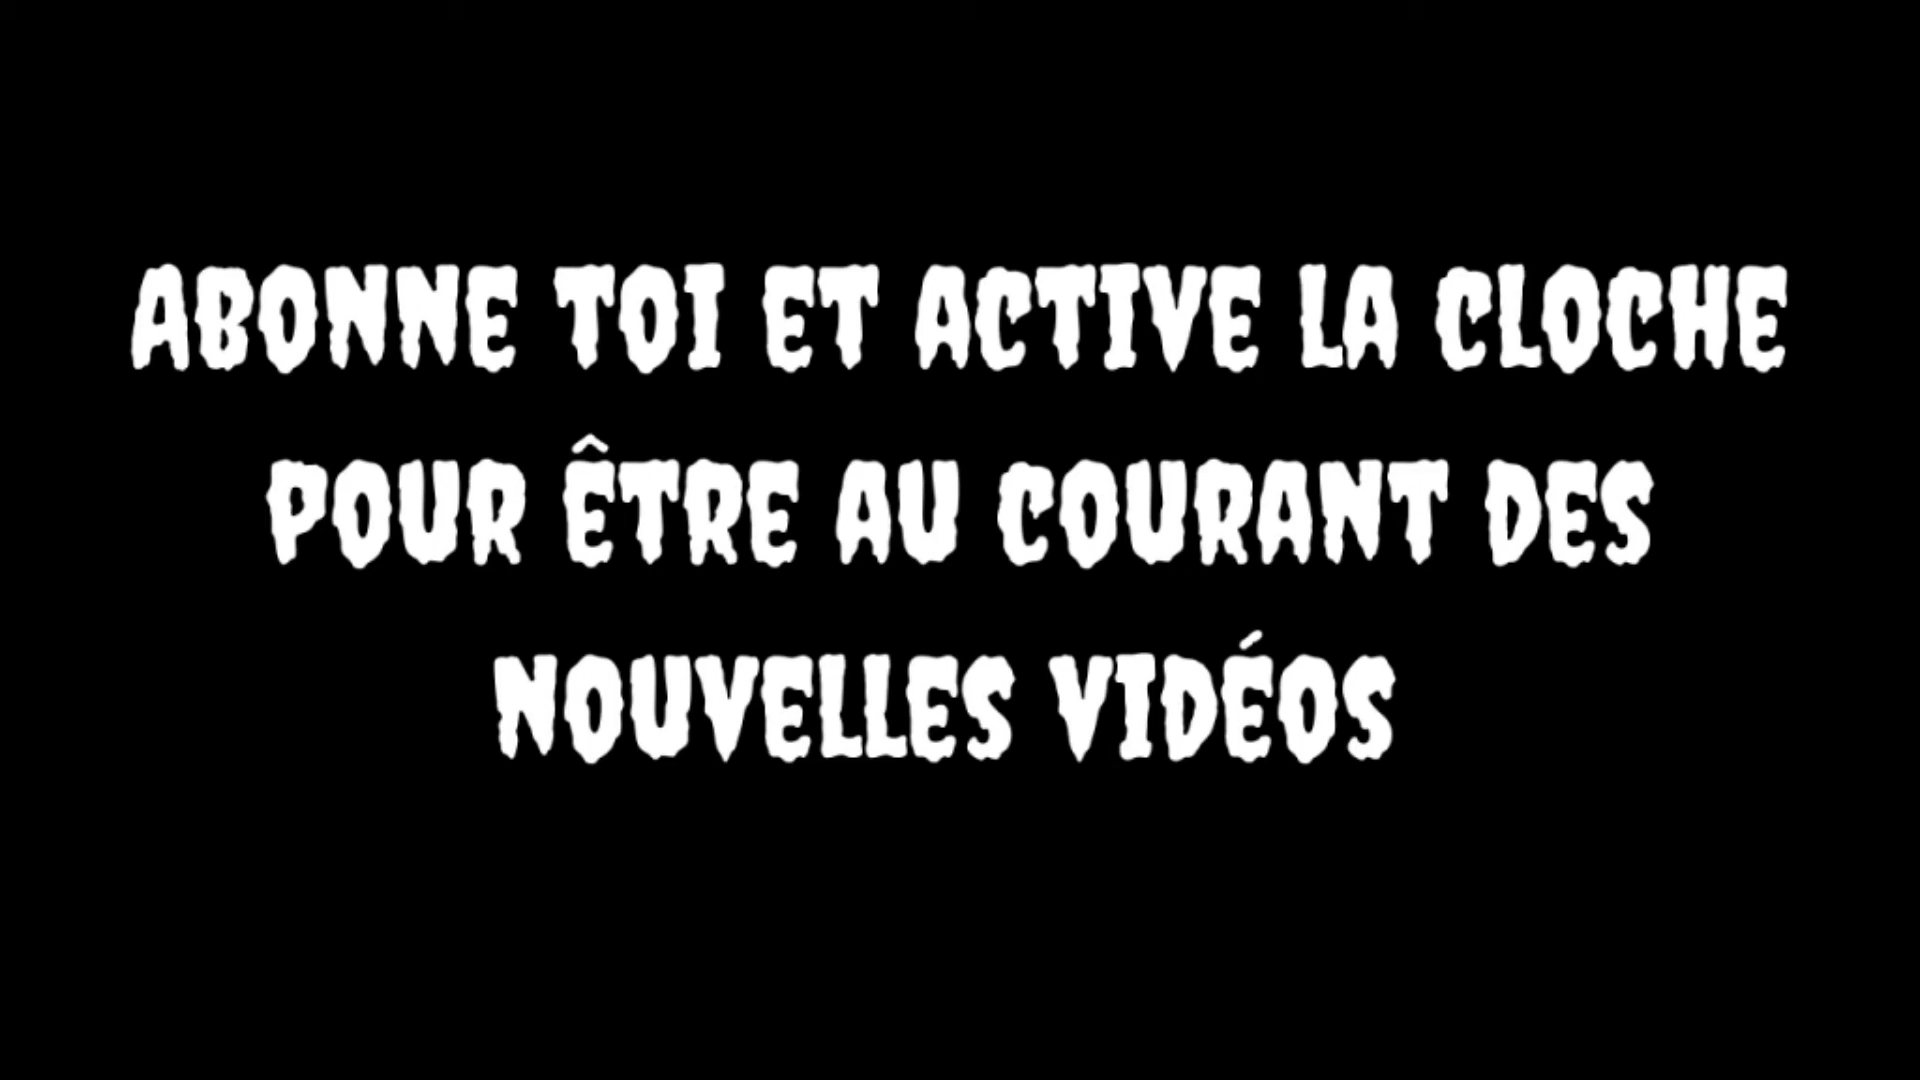 ABONNE TOI ET ACTIVE LA CLOCHE
POUR ÊTRE AU COURANT DES
NOUVELLES VIDÉOS